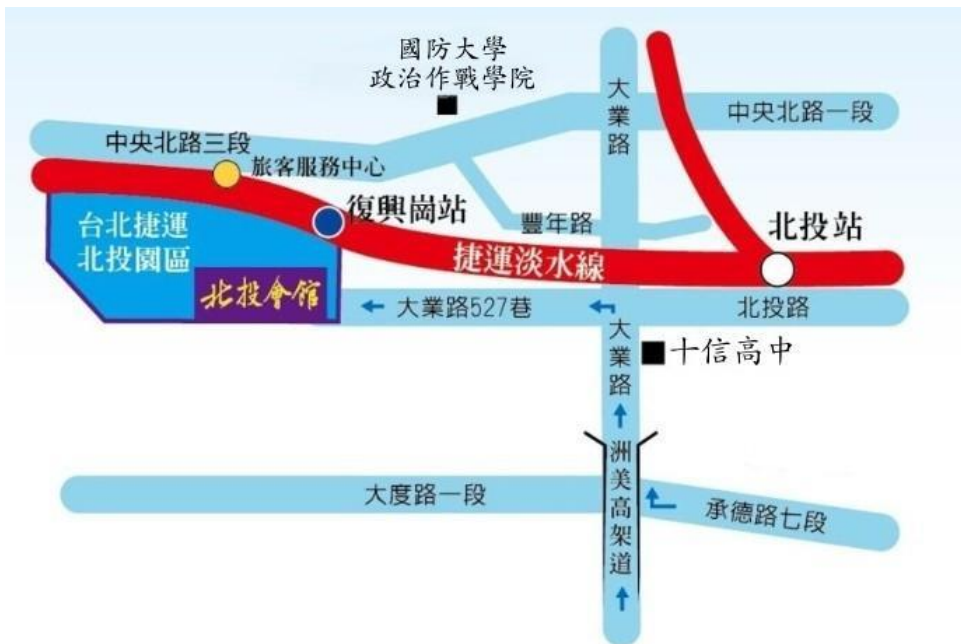 國防大學
政治作戰學院
大業路
中央北路一段
中央北路三段
旅客服務中心
復興崗站
豐年路
北投站
台北捷運
北投園區
捷運淡水線
北投會館
大業路527巷
北投路
大業路
十信高中
洲美高架道
大度路一段
承德路七段